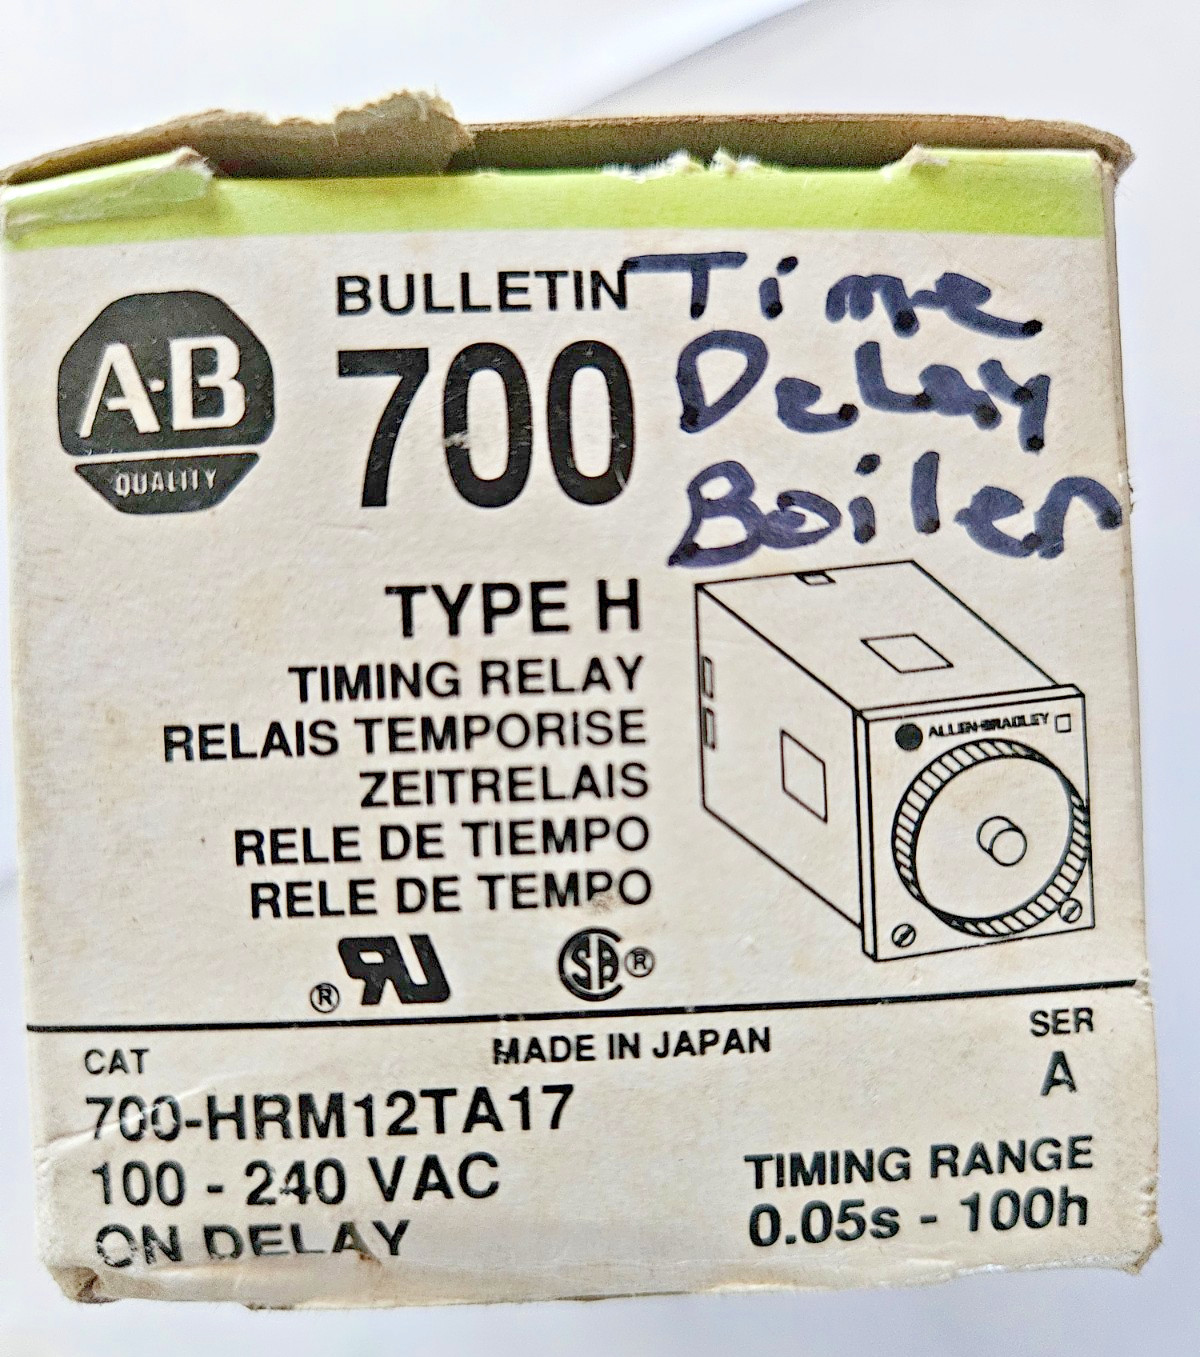 BULLETIN
700
Time
Delay
Boiler
A-B
QUALITY
TYPE H
TIMING RELAY
RELAIS TEMPORISE
ZEITRELAIS
RELE DE TIEMPO
RELE DE TEMPO
ALLEN-BRADLEY
®
SA ®
MADE IN JAPAN
CAT
700-HRM12TA17
100 - 240 VAC
ON DELAY
SER
A
TIMING RANGE
0.05s - 100h